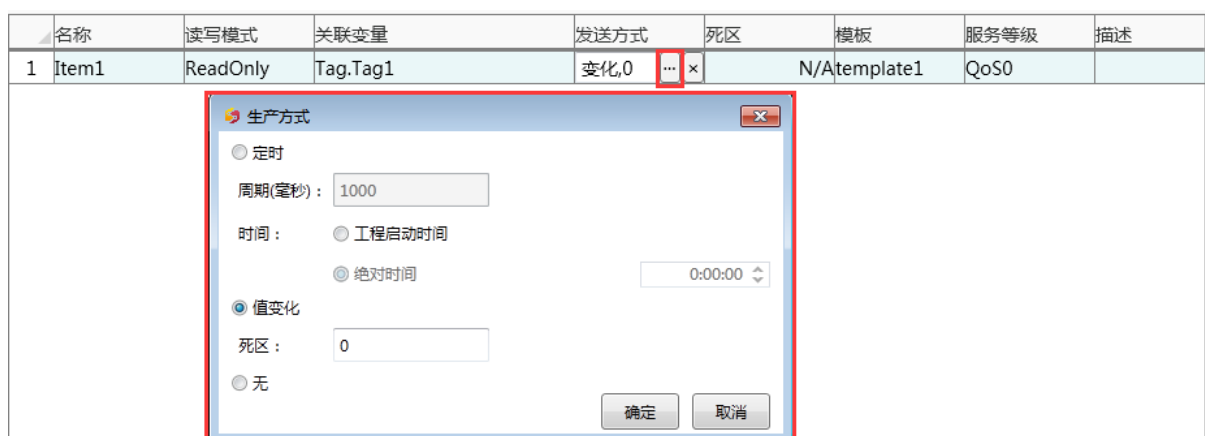 名称 读写模式 关联变量 发送方式 死区 模板 服务等级 描述
1 Item1 ReadOnly Tag.Tag1 变化,0 ... × N/A template1 QoS0
生产方式
定时
周期(毫秒): 1000
时间: 工程启动时间
绝对时间 0:00:00
值变化
死区: 0
无
确定 取消